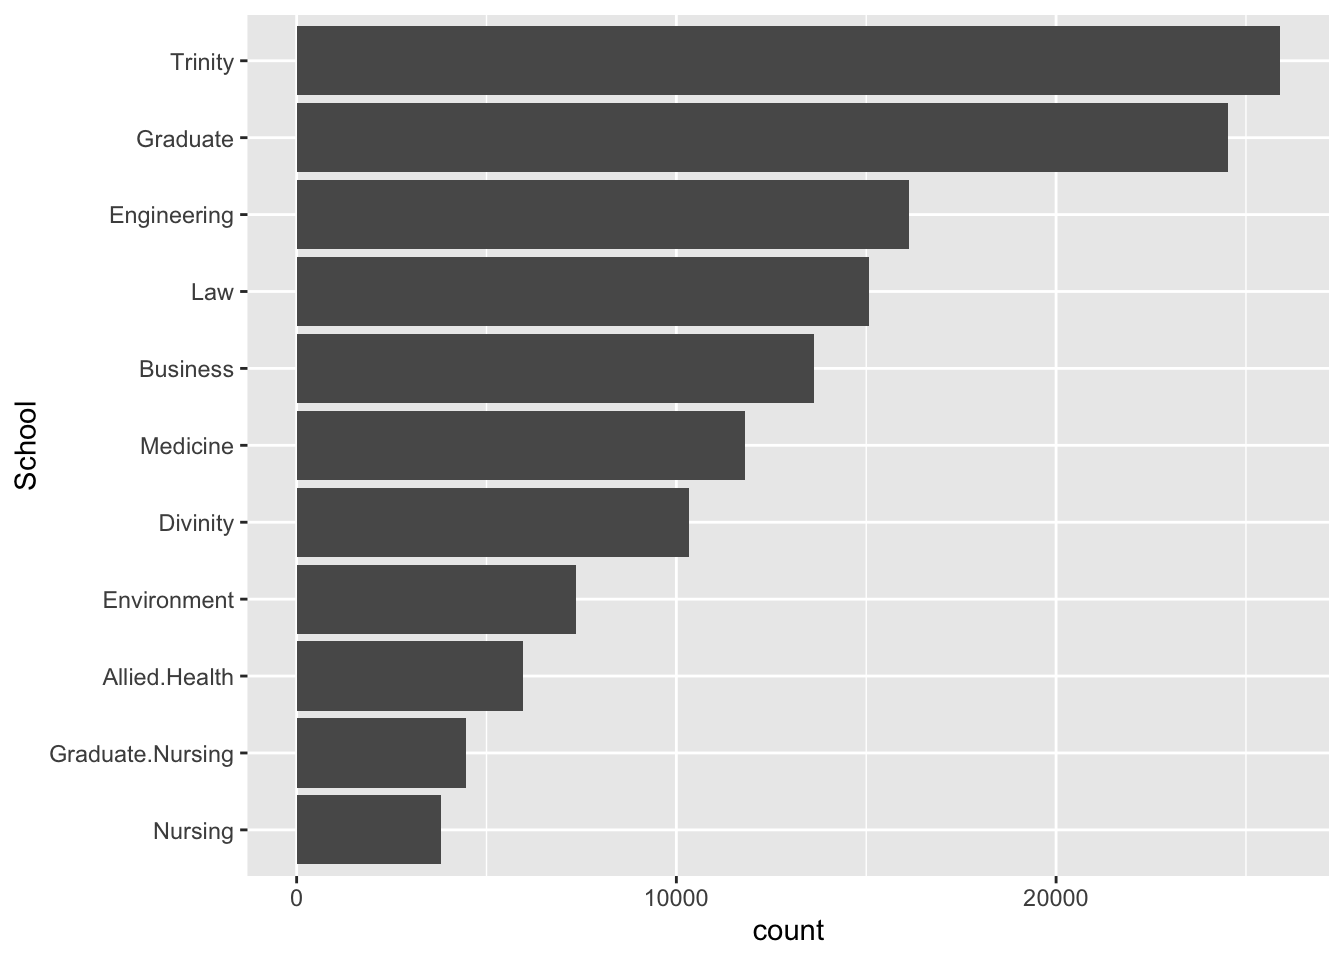 School
Trinity
Graduate
Engineering
Law
Business
Medicine
Divinity
Environment
Allied.Health
Graduate.Nursing
Nursing
0 10000 20000
count